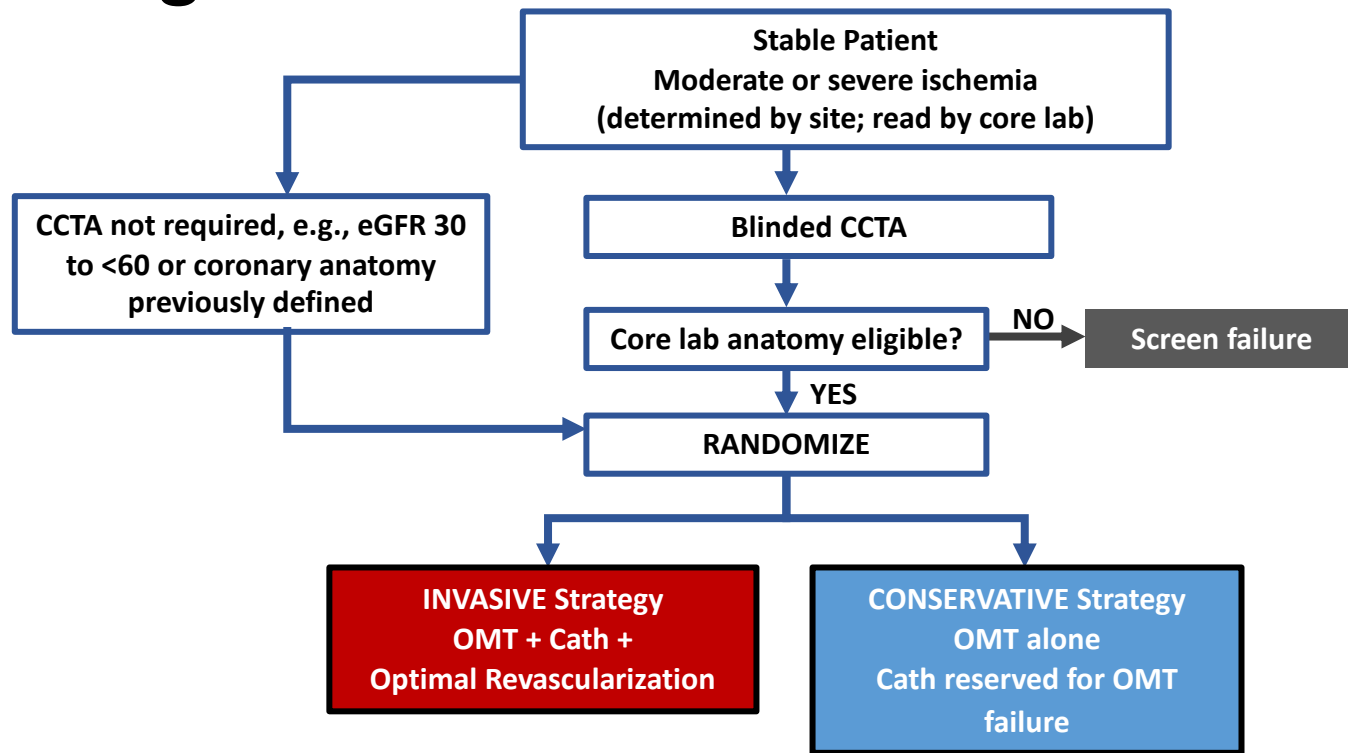 Stable Patient
Moderate or severe ischemia
(determined by site; read by core lab)
CCTA not required, e.g., eGFR 30
to <60 or coronary anatomy
previously defined
Blinded CCTA
Core lab anatomy eligible?
NO
Screen failure
YES
RANDOMIZE
INVASIVE Strategy
OMT + Cath +
Optimal Revascularization
CONSERVATIVE Strategy
OMT alone
Cath reserved for OMT
failure